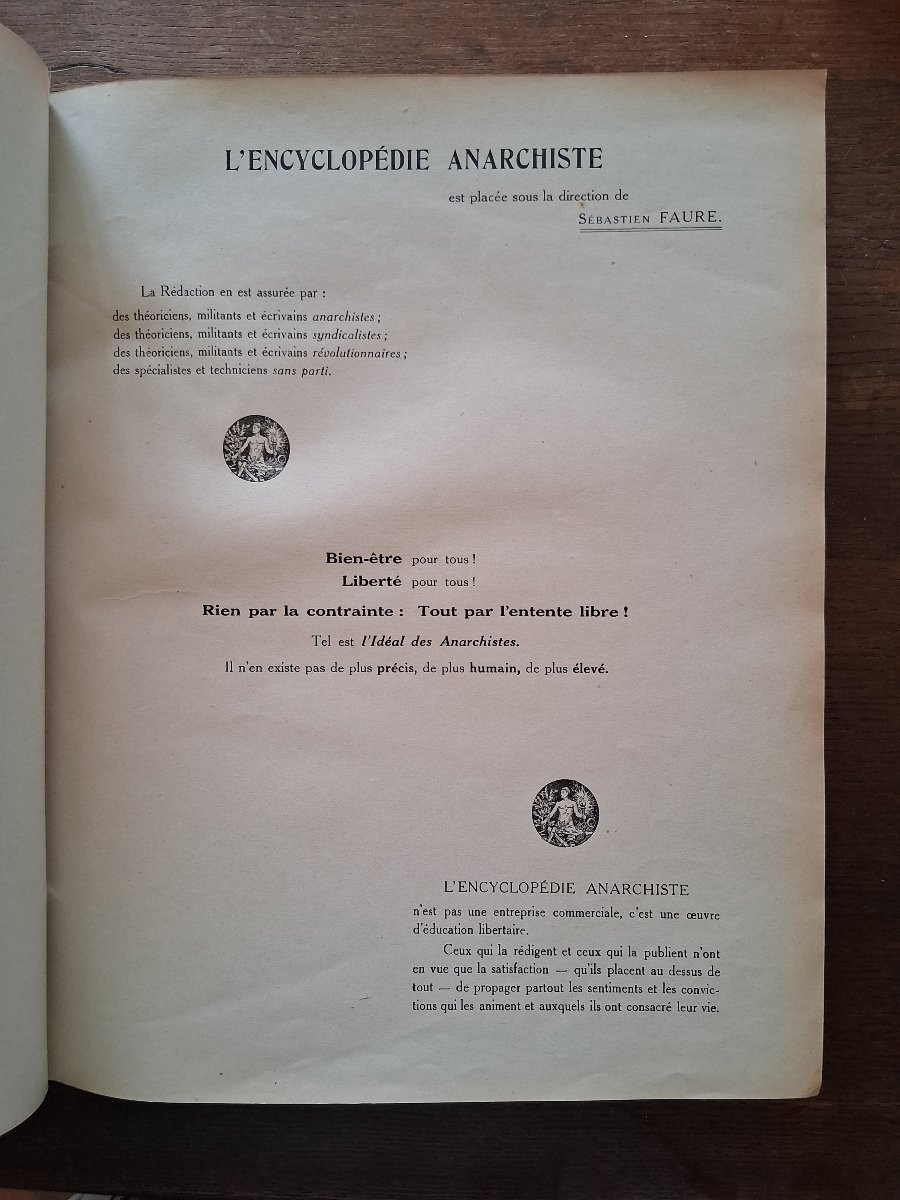 L'ENCYCLOPÉDIE ANARCHISTE
est placée sous la direction de
SÉBASTIEN FAURE.
La Rédaction en est assurée par :
des théoriciens, militants et écrivains anarchistes ;
des théoriciens, militants et écrivains syndicalistes ;
des théoriciens, militants et écrivains révolutionnaires ;
des spécialistes et techniciens sans parti.
Bien-être pour tous !
Liberté pour tous !
Rien par la contrainte : Tout par l'entente libre !
Tel est l'Idéal des Anarchistes.
Il n'en existe pas de plus précis, de plus humain, de plus élevé.
L'ENCYCLOPÉDIE ANARCHISTE
n'est pas une entreprise commerciale, c'est une œuvre
d'éducation libertaire.
Ceux qui la rédigent et ceux qui la publient n'ont
en vue que la satisfaction — qu'ils placent au dessus de
tout — de propager partout les sentiments et les convic-
tions qui les animent et auxquels ils ont consacré leur vie.